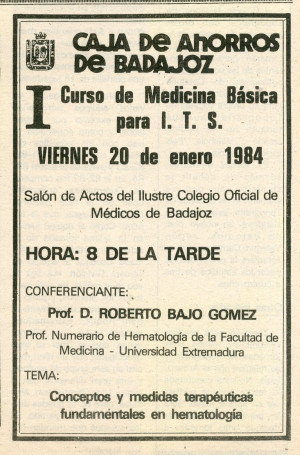 CAJA DE AHORROS
DE BADAJOZ
I Curso de Medicina Básica
para I. T. S.
VIERNES 20 de enero 1984
Salón de Actos del Ilustre Colegio Oficial de
Médicos de Badajoz
HORA: 8 DE LA TARDE
CONFERENCIANTE:
Prof. D. ROBERTO BAJO GOMEZ
Prof. Numerario de Hematología de la Facultad de
Medicina - Universidad Extremadura
TEMA:
Conceptos y medidas terapéuticas
fundamentales en hematología